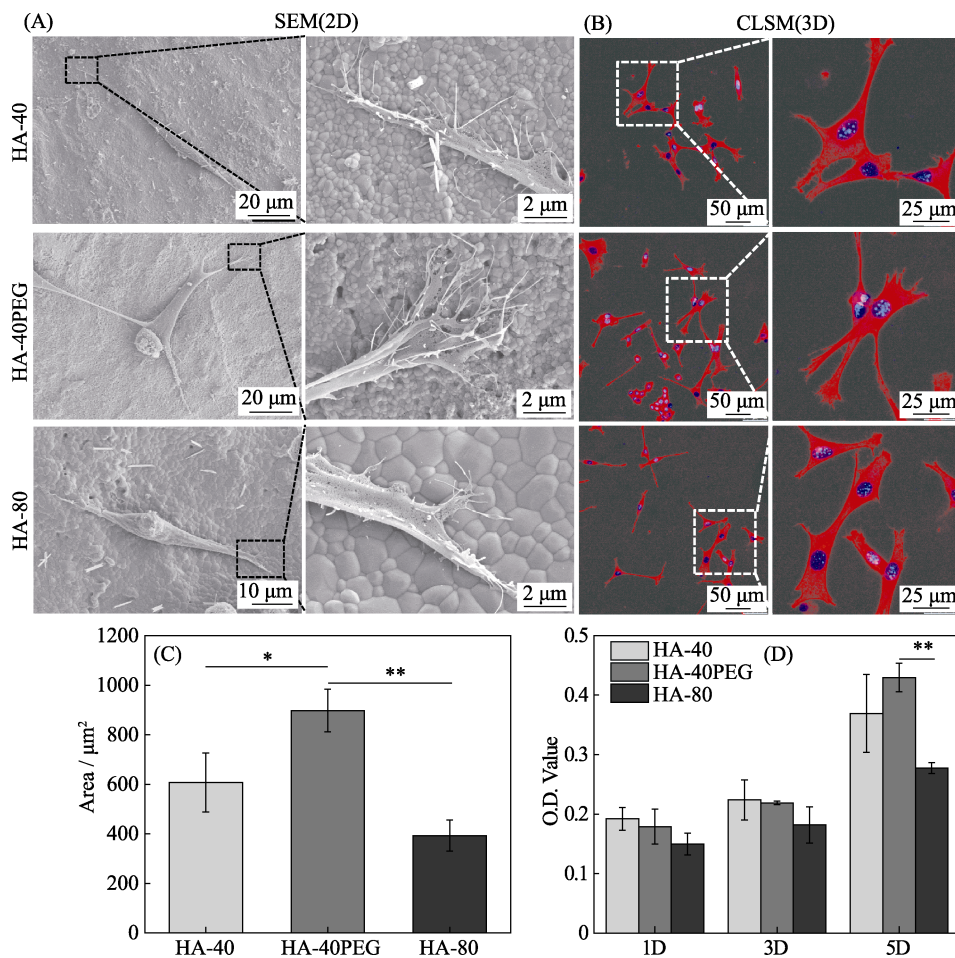 (A) SEM(2D)
(B) CLSM(3D)
HA-40
20 μm
2 μm
50 μm
25 μm
HA-40PEG
20 μm
2 μm
50 μm
25 μm
HA-80
10 μm
2 μm
50 μm
25 μm
(C)
Area / μm²
1200
1000
800
600
400
200
0
*
**
HA-40 HA-40PEG HA-80
(D)
O.D. Value
0.5
0.4
0.3
0.2
0.1
0
HA-40
HA-40PEG
HA-80
**
1D 3D 5D